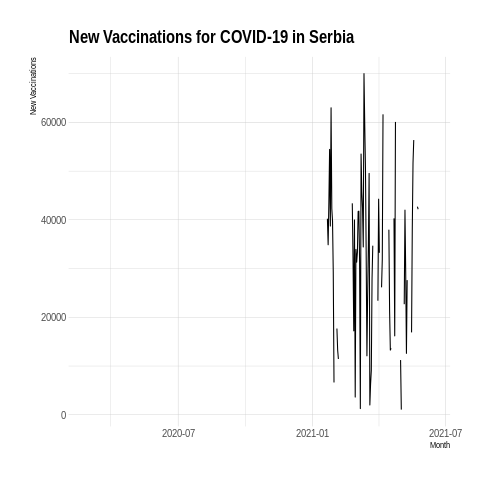 New Vaccinations for COVID-19 in Serbia
New Vaccinations
60000
40000
20000
0
2020-07
2021-01
2021-07
Month